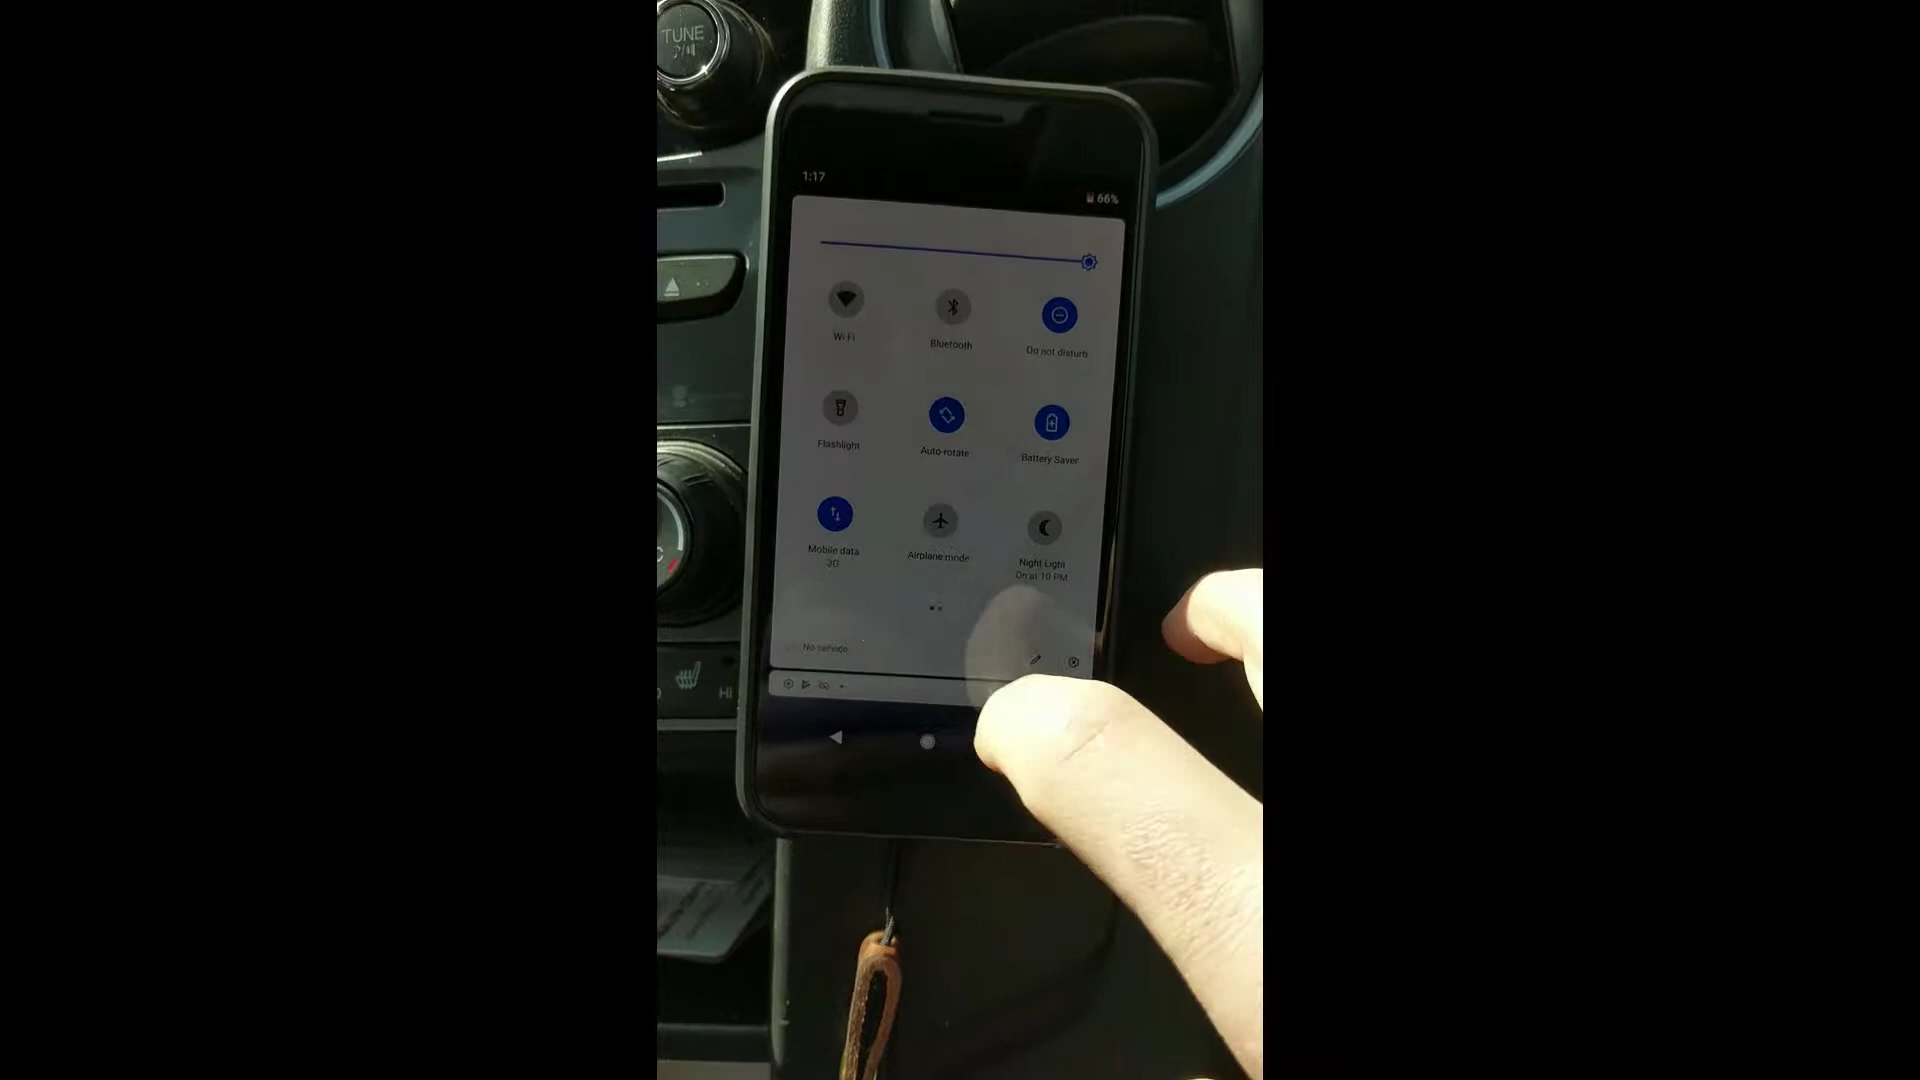 TUNE
1:17
66%
Wi-Fi
Bluetooth
Do not disturb
Flashlight
Auto-rotate
Battery Saver
Mobile data
3G
Airplane mode
Night Light
On at 10 PM
No service
C
HI